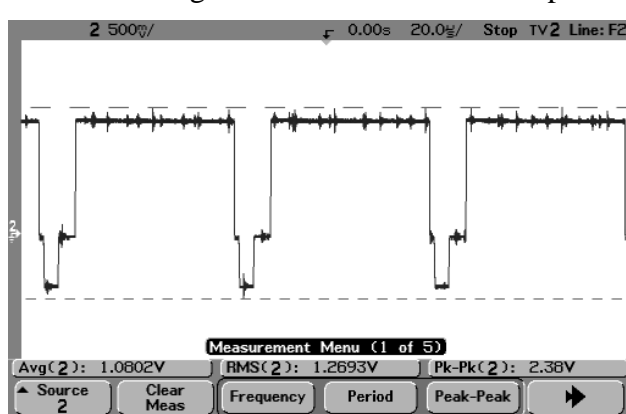 2 500㎷/ 0.00s 20.0㎲/ Stop TV2 Line:F2
2
Measurement Menu (1 of 5)
Avg(2): 1.0802V RMS(2): 1.2693V Pk-Pk(2): 2.38V
Source 2 Clear Meas Frequency Period Peak-Peak